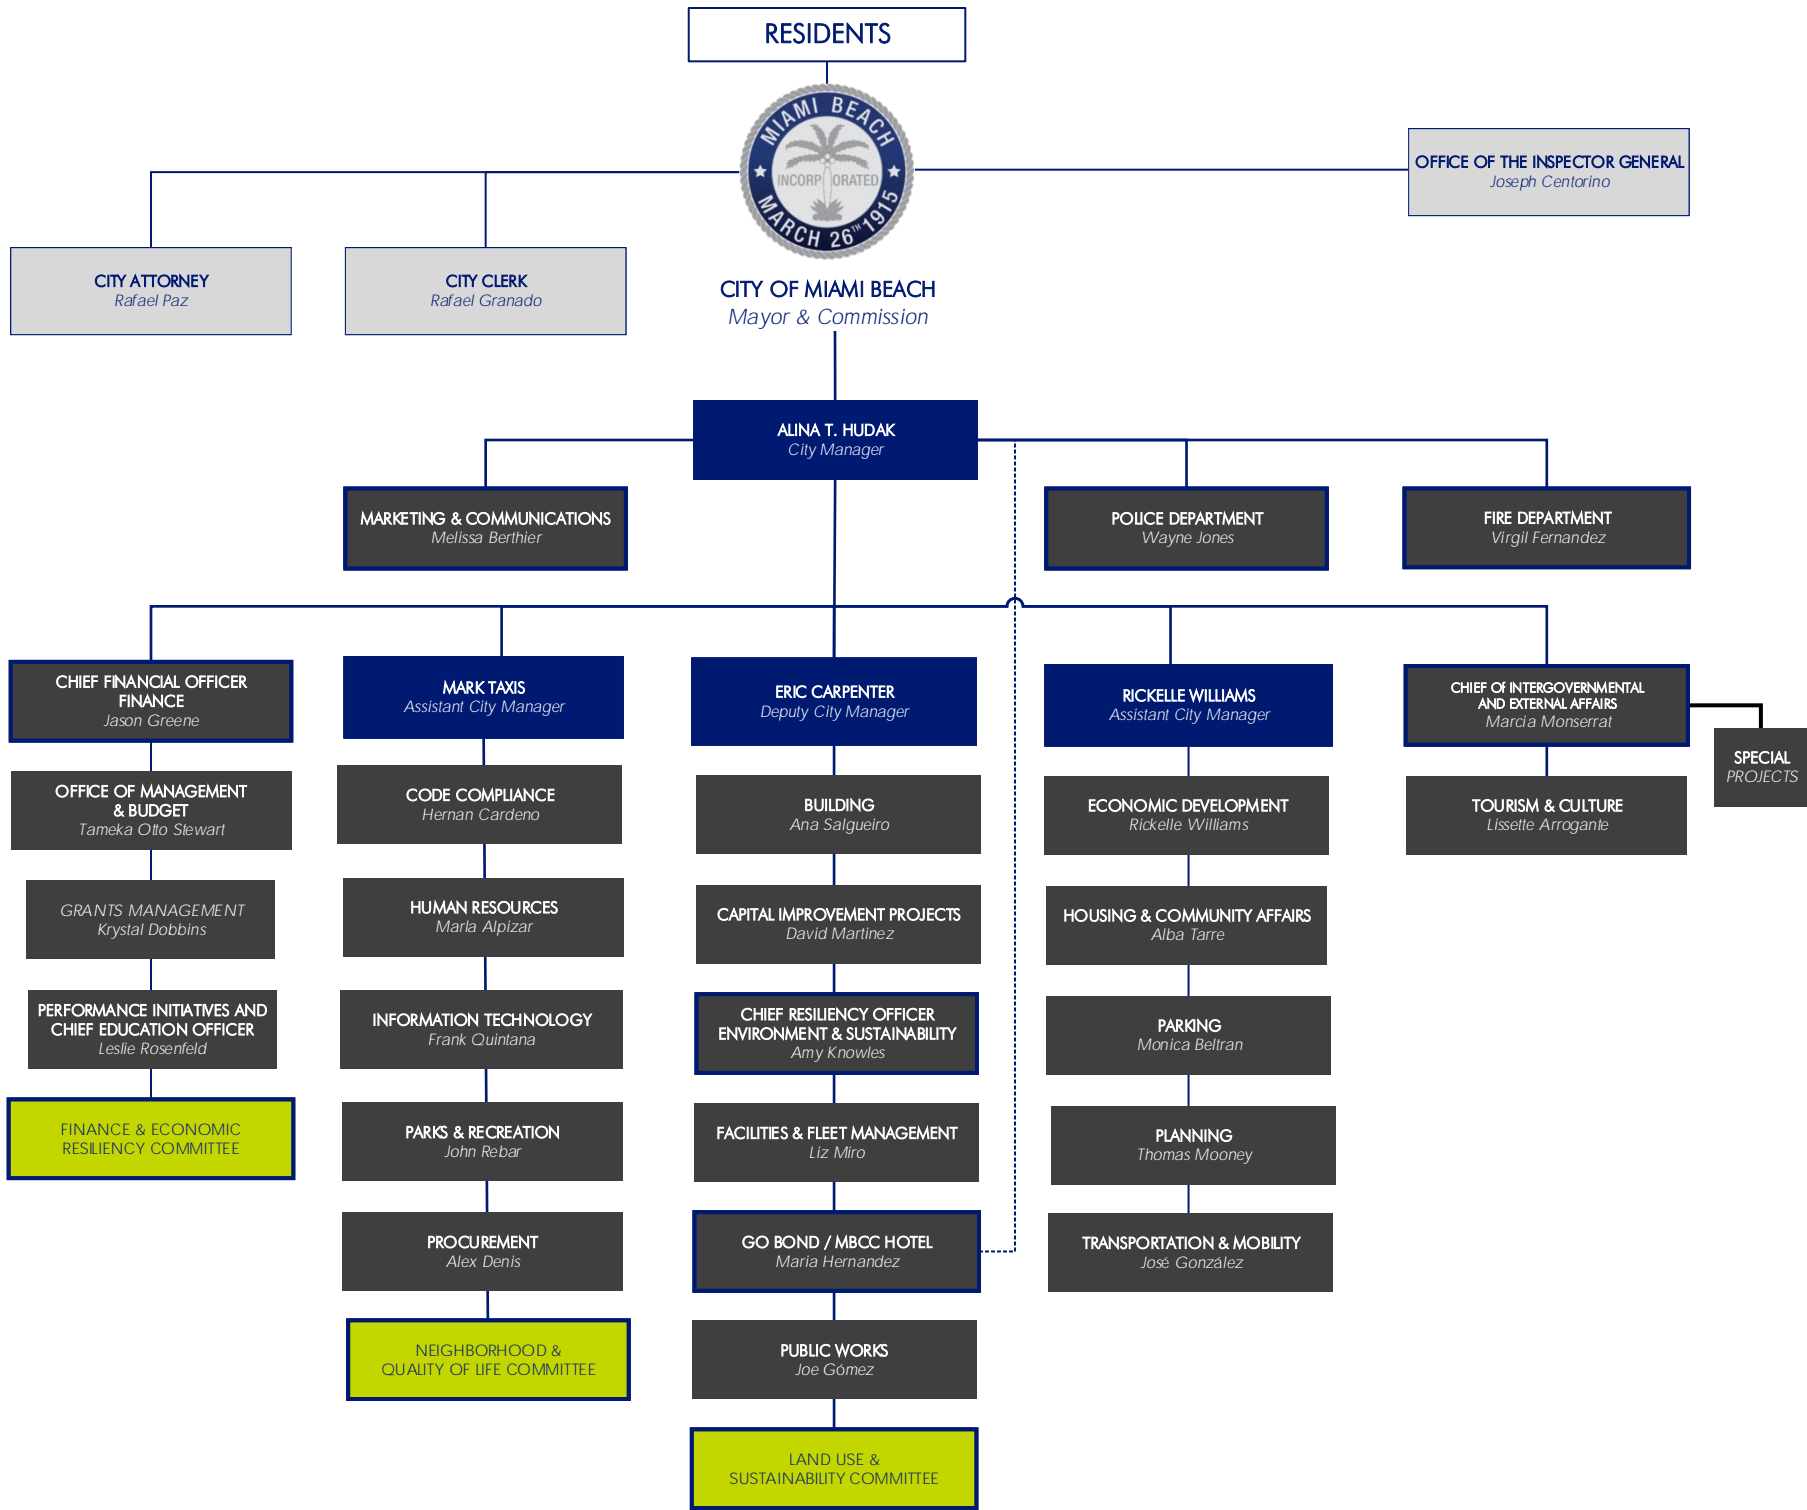 RESIDENTS
MIAMI BEACH
INCORPORATED
MARCH 26TH 1915
OFFICE OF THE INSPECTOR GENERAL
Joseph Centorino
CITY ATTORNEY
Rafael Paz
CITY CLERK
Rafael Granado
CITY OF MIAMI BEACH
Mayor & Commission
ALINA T. HUDAK
City Manager
MARKETING & COMMUNICATIONS
Melissa Berthier
POLICE DEPARTMENT
Wayne Jones
FIRE DEPARTMENT
Virgil Fernandez
CHIEF FINANCIAL OFFICER
FINANCE
Jason Greene
OFFICE OF MANAGEMENT
& BUDGET
Tameka Otto Stewart
GRANTS MANAGEMENT
Krystal Dobbins
PERFORMANCE INITIATIVES AND
CHIEF EDUCATION OFFICER
Leslie Rosenfeld
FINANCE & ECONOMIC
RESILIENCY COMMITTEE
MARK TAXIS
Assistant City Manager
CODE COMPLIANCE
Hernan Cardeno
HUMAN RESOURCES
Marla Alpizar
INFORMATION TECHNOLOGY
Frank Quintana
PARKS & RECREATION
John Rebar
PROCUREMENT
Alex Denis
NEIGHBORHOOD &
QUALITY OF LIFE COMMITTEE
ERIC CARPENTER
Deputy City Manager
BUILDING
Ana Salgueiro
CAPITAL IMPROVEMENT PROJECTS
David Martinez
CHIEF RESILIENCY OFFICER
ENVIRONMENT & SUSTAINABILITY
Amy Knowles
FACILITIES & FLEET MANAGEMENT
Liz Miro
GO BOND / MBCC HOTEL
Maria Hernandez
PUBLIC WORKS
Joe Gómez
LAND USE &
SUSTAINABILITY COMMITTEE
RICKELLE WILLIAMS
Assistant City Manager
ECONOMIC DEVELOPMENT
Rickelle Williams
HOUSING & COMMUNITY AFFAIRS
Alba Tarre
PARKING
Monica Beltran
PLANNING
Thomas Mooney
TRANSPORTATION & MOBILITY
José González
CHIEF Of INTERGOVERNMENTAL
AND EXTERNAL AFFAIRS
Marcia Monserrat
SPECIAL
PROJECTS
TOURISM & CULTURE
Lissette Arrogante